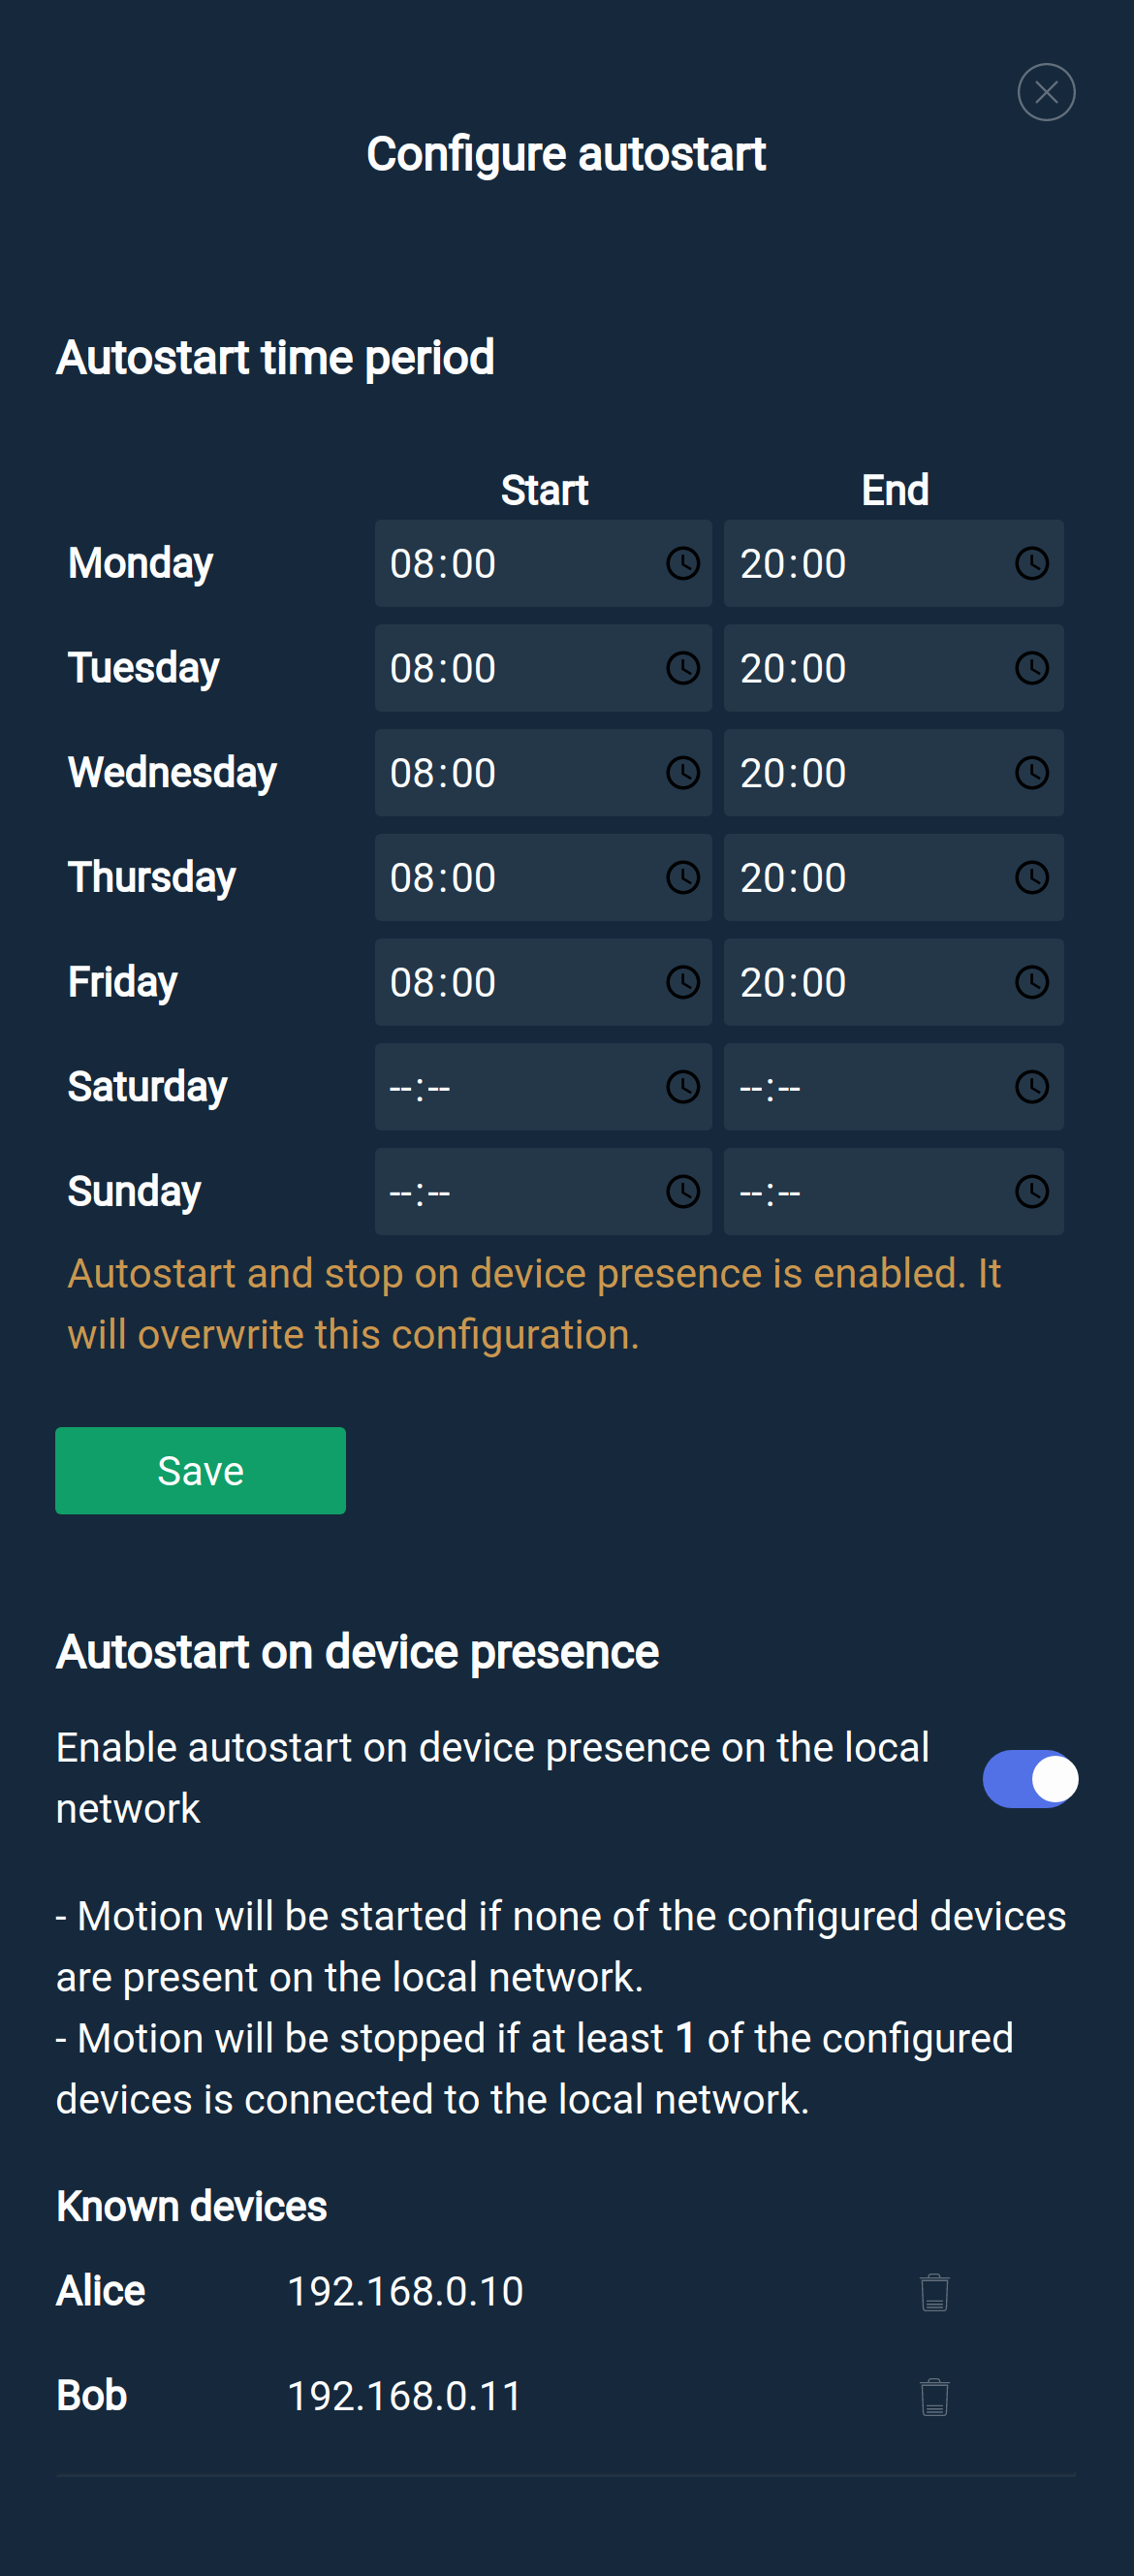 Configure autostart
Autostart time period
Start End
Monday 08:00 20:00
Tuesday 08:00 20:00
Wednesday 08:00 20:00
Thursday 08:00 20:00
Friday 08:00 20:00
Saturday --:-- --:--
Sunday --:-- --:--
Autostart and stop on device presence is enabled. It
will overwrite this configuration.
Save
Autostart on device presence
Enable autostart on device presence on the local
network
- Motion will be started if none of the configured devices
are present on the local network.
- Motion will be stopped if at least 1 of the configured
devices is connected to the local network.
Known devices
Alice 192.168.0.10
Bob 192.168.0.11